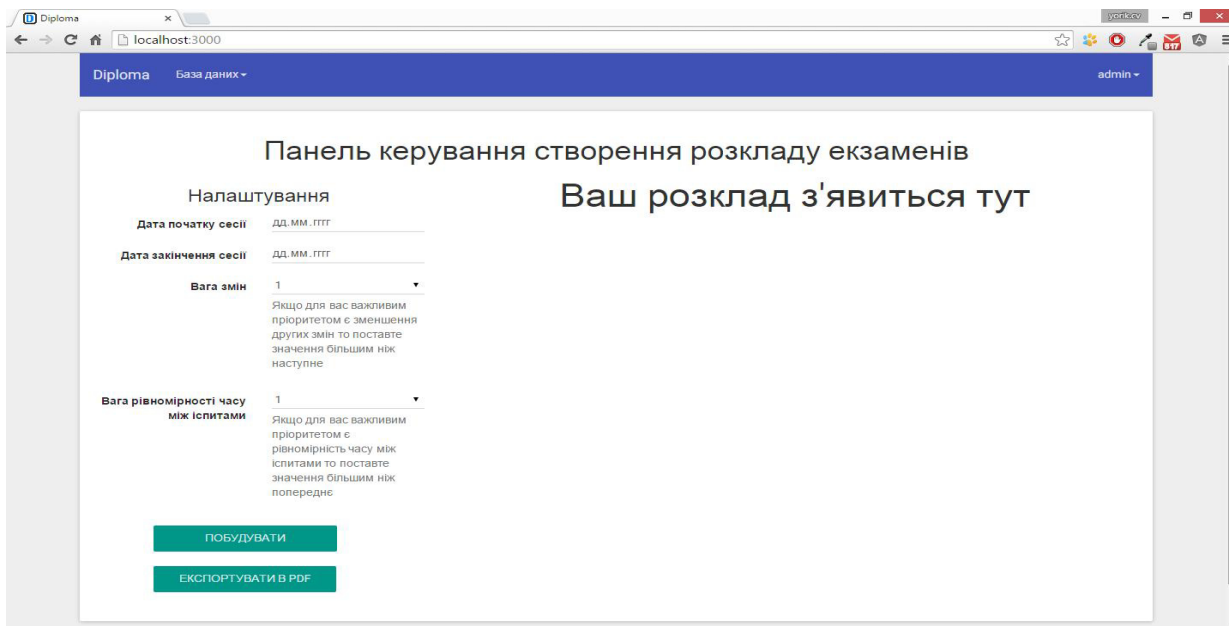 Diploma
yorik.cv
localhost:3000
Diploma База даних
admin
Панель керування створення розкладу екзаменів
Налаштування
Дата початку сесії дд.мм.гггг
Дата закінчення сесії дд.мм.гггг
Вага змін 1
Якщо для вас важливим
пріоритетом є зменшення
других змін то поставте
значення більшим ніж
наступне
Вага рівномірності часу
між іспитами
1
Якщо для вас важливим
пріоритетом є
рівномірність часу між
іспитами то поставте
значення більшим ніж
попереднє
ПОБУДУВАТИ
ЕКСПОРТУВАТИ В PDF
Ваш розклад з'явиться тут